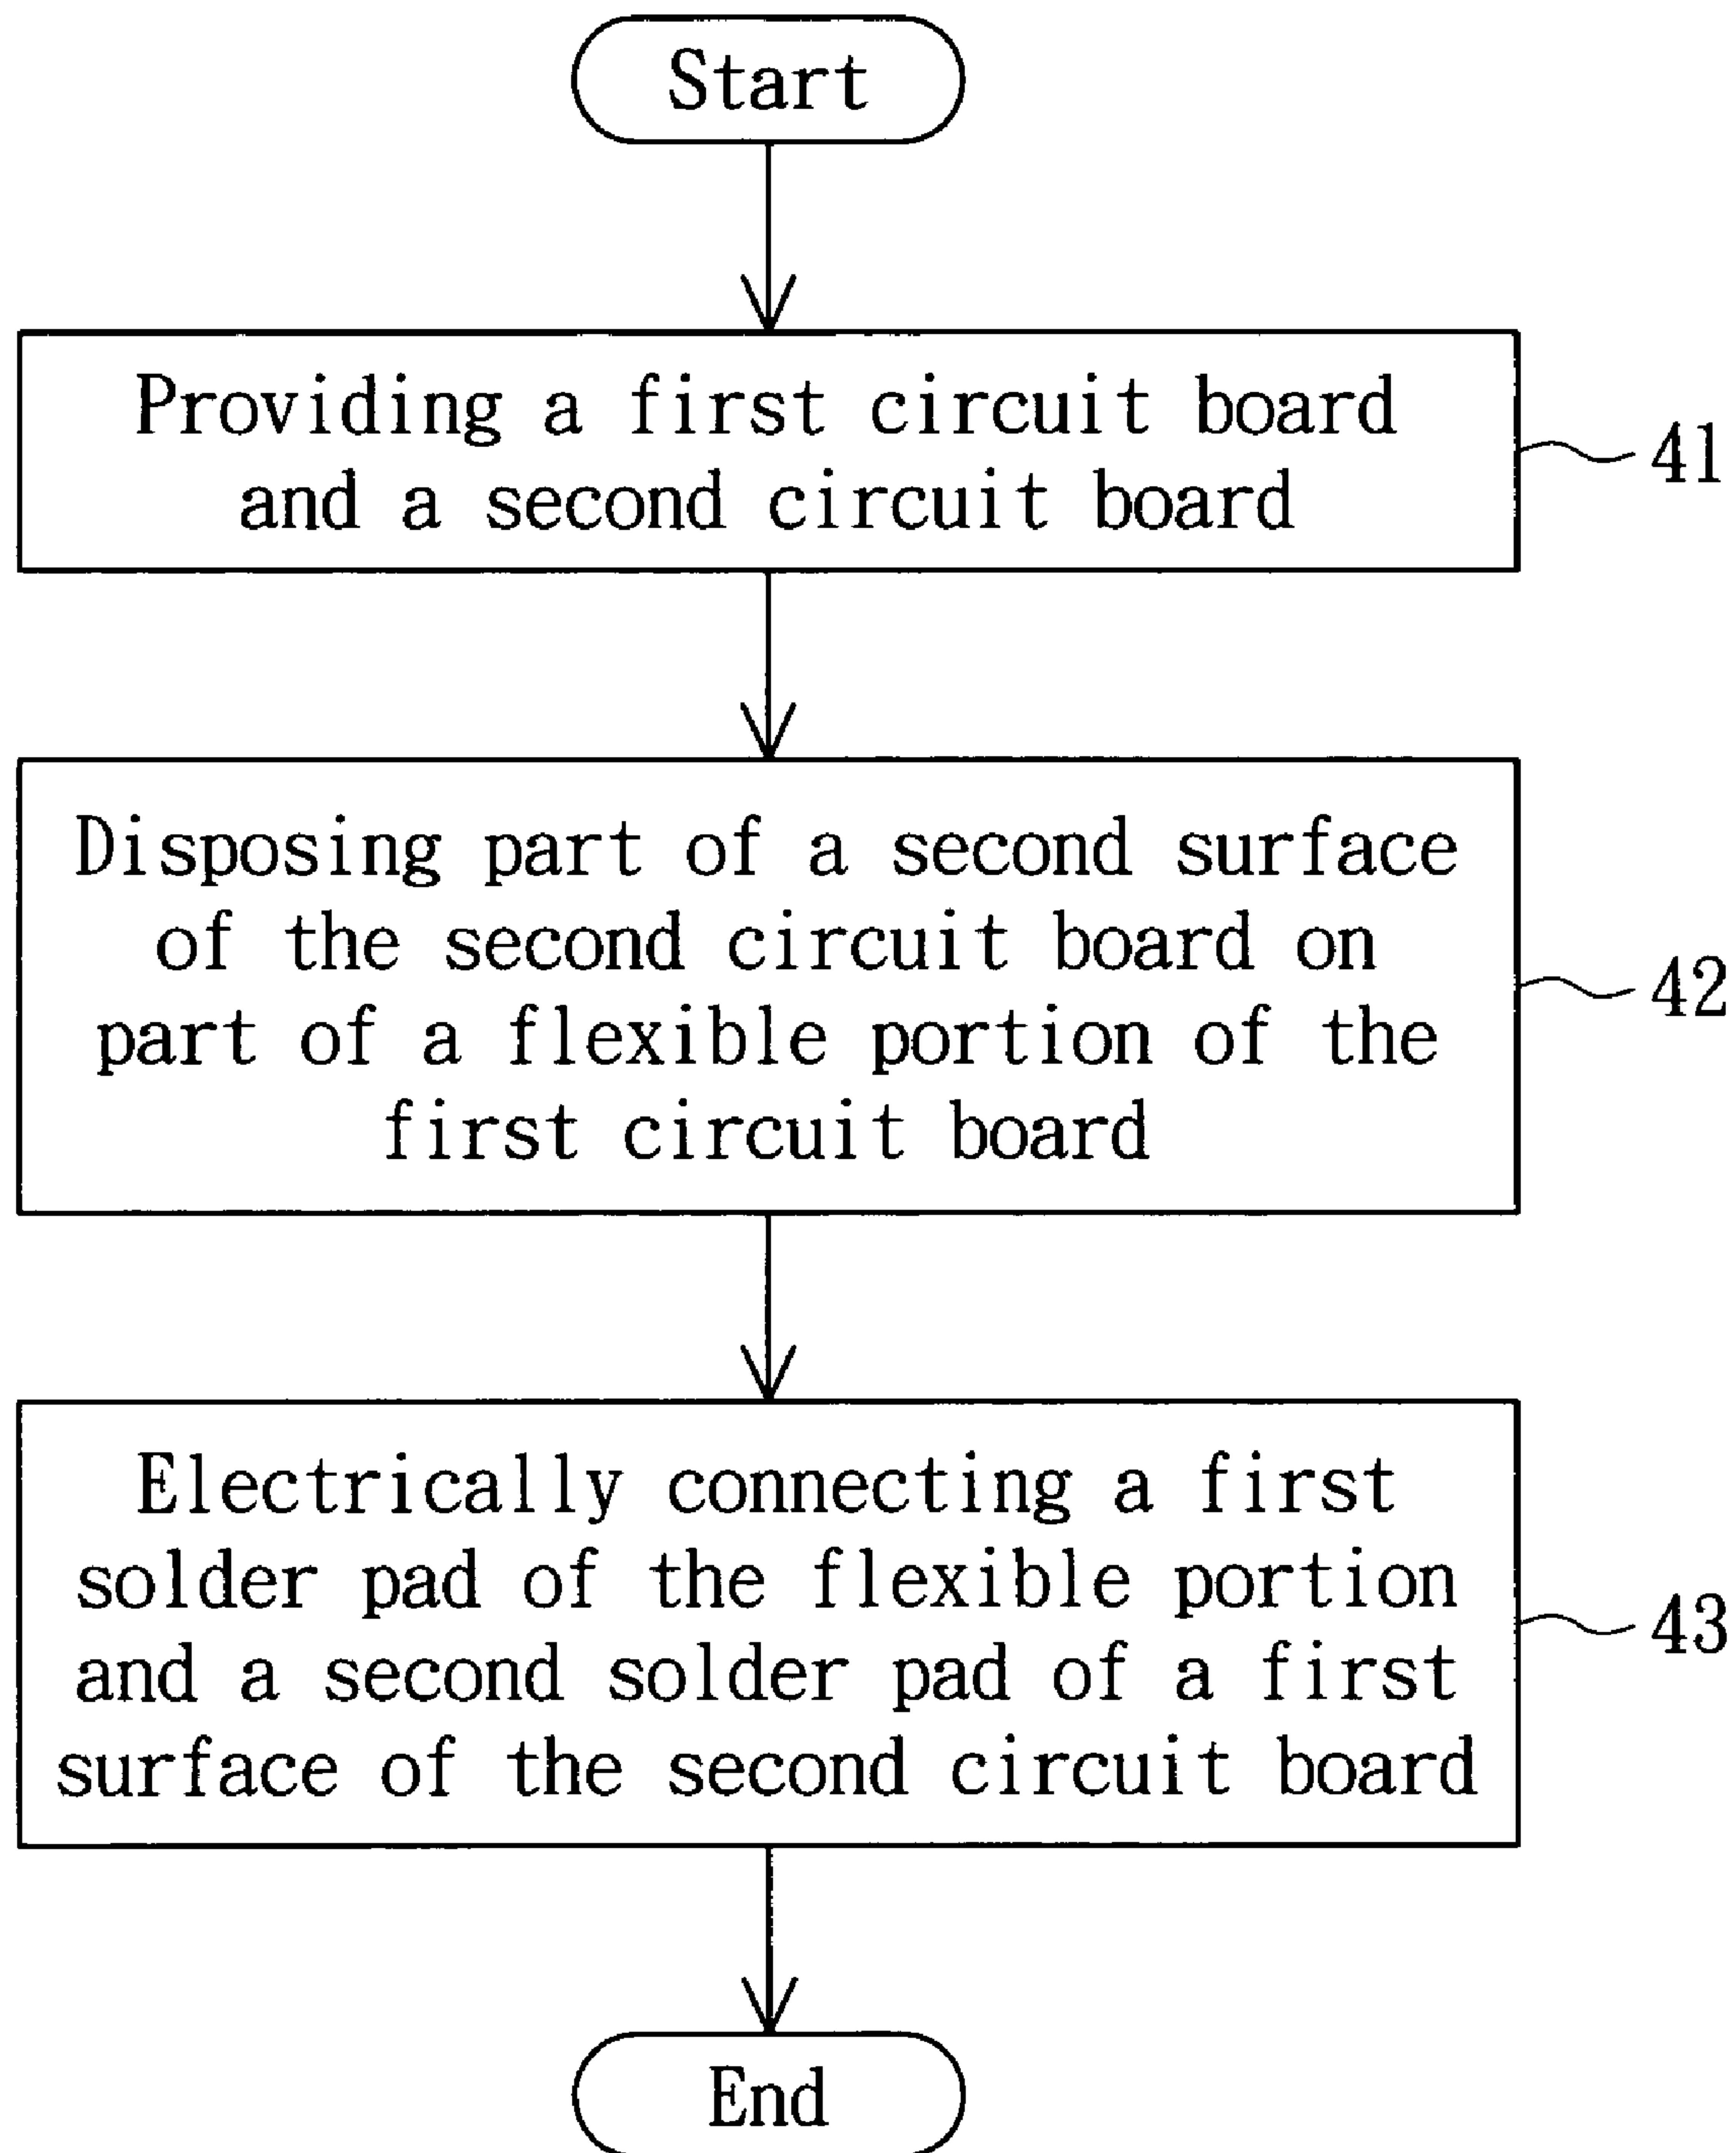 Start
Providing a first circuit board
and a second circuit board
41
Disposing part of a second surface
of the second circuit board on
part of a flexible portion of the
first circuit board
42
Electrically connecting a first
solder pad of the flexible portion
and a second solder pad of a first
surface of the second circuit board
43
End